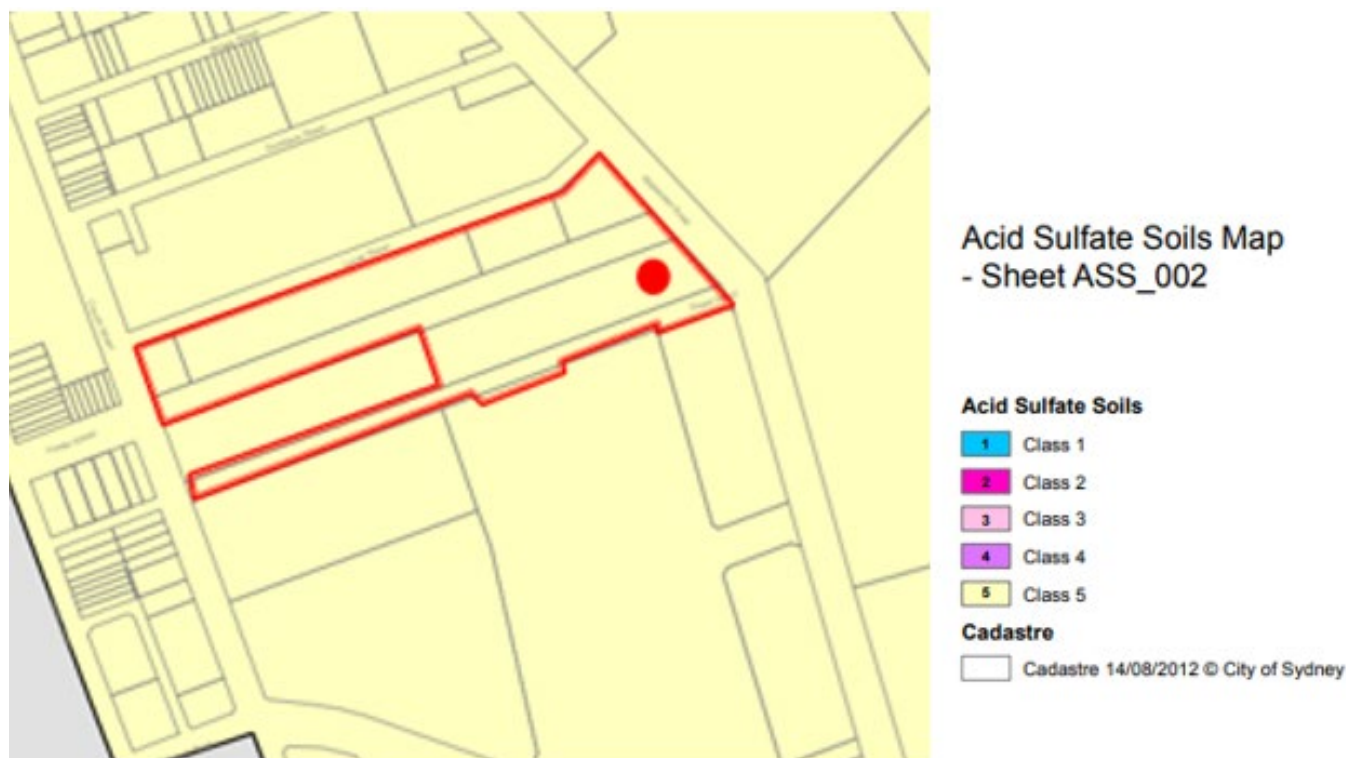 Acid Sulfate Soils Map
- Sheet ASS_002
Acid Sulfate Soils
1 Class 1
2 Class 2
3 Class 3
4 Class 4
5 Class 5
Cadastre
Cadastre 14/08/2012 © City of Sydney